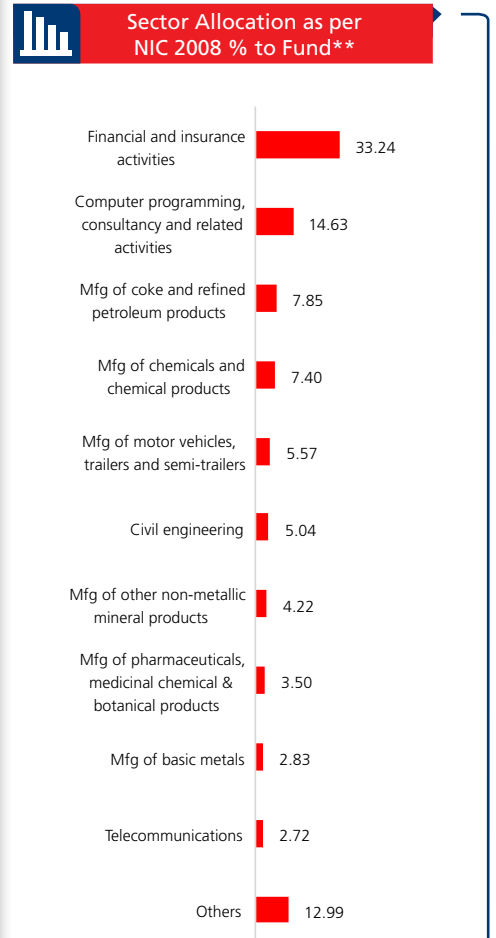 Sector Allocation as per
NIC 2008 % to Fund**
Financial and insurance
activities
33.24
Computer programming,
consultancy and related
activities
14.63
Mfg of coke and refined
petroleum products
7.85
Mfg of chemicals and
chemical products
7.40
Mfg of motor vehicles,
trailers and semi-trailers
5.57
Civil engineering
5.04
Mfg of other non-metallic
mineral products
4.22
Mfg of pharmaceuticals,
medicinal chemical &
botanical products
3.50
Mfg of basic metals
2.83
Telecommunications
2.72
Others
12.99